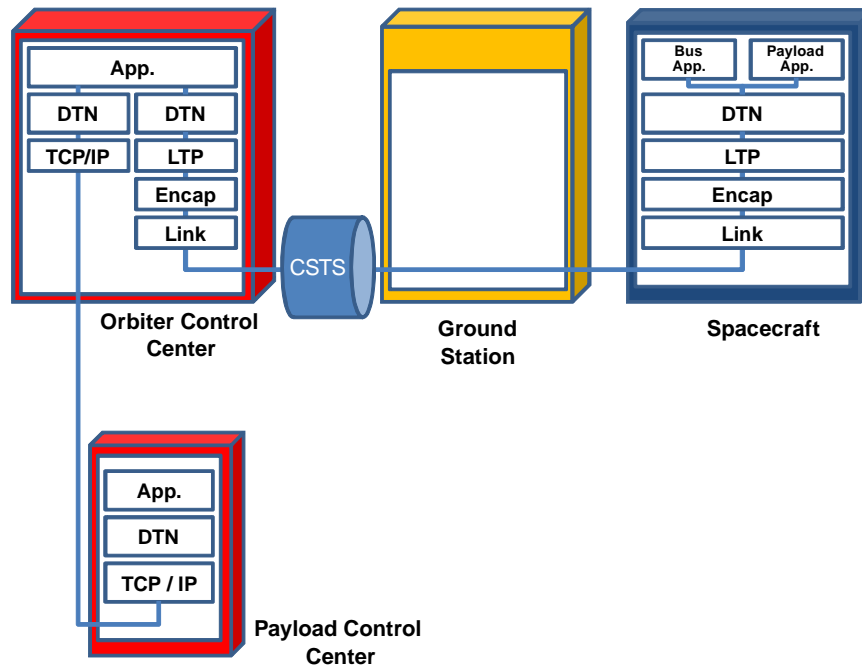 App.
DTN
DTN
TCP/IP
LTP
Encap
Link
Orbiter Control
Center
CSTS
Ground
Station
Bus
App.
Payload
App.
DTN
LTP
Encap
Link
Spacecraft
App.
DTN
TCP / IP
Payload Control
Center